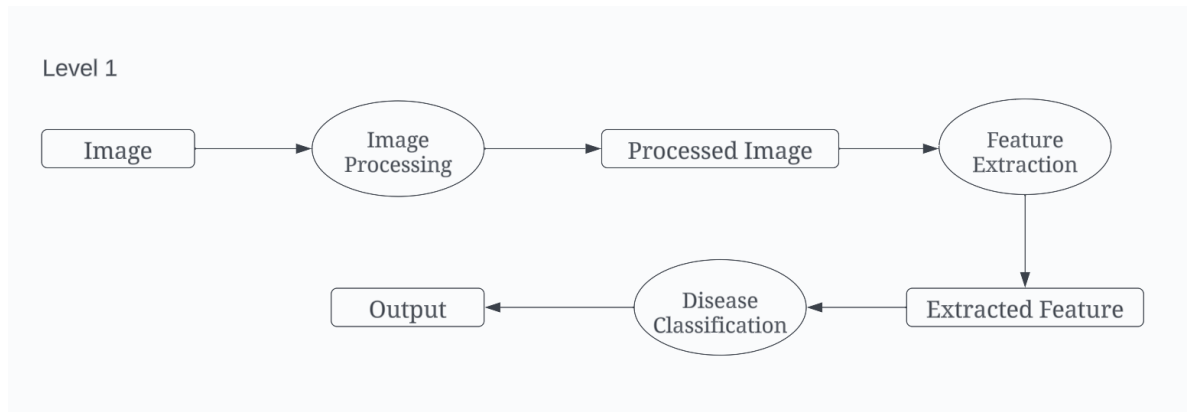 Level 1
Image
Image
Processing
Processed Image
Feature
Extraction
Extracted Feature
Disease
Classification
Output